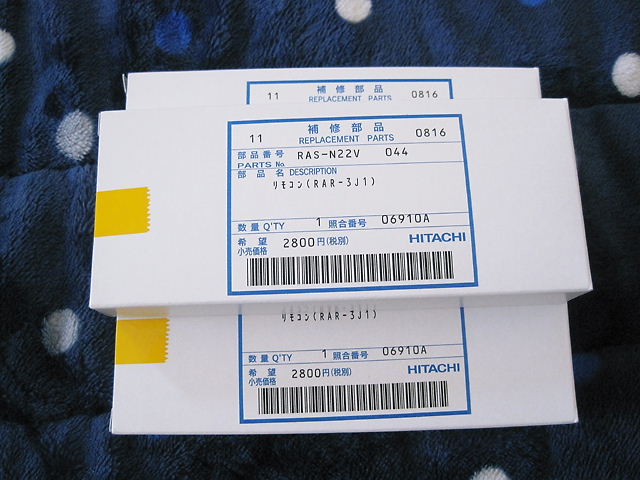 11 補修部品 0816
REPLACEMENT PARTS
11 補修部品 0816
REPLACEMENT PARTS
部品番号 RAS-N22V 044
PARTS No.
部品名 DESCRIPTION
リモコン(RAR-3J1)
数量 Q'TY 1 照合番号 06910A
希望 2800円(税別) HITACHI
小売価格
リモコン(RAR-3J1)
数量 Q'TY 1 照合番号 06910A
希望 2800円(税別) HITACHI
小売価格